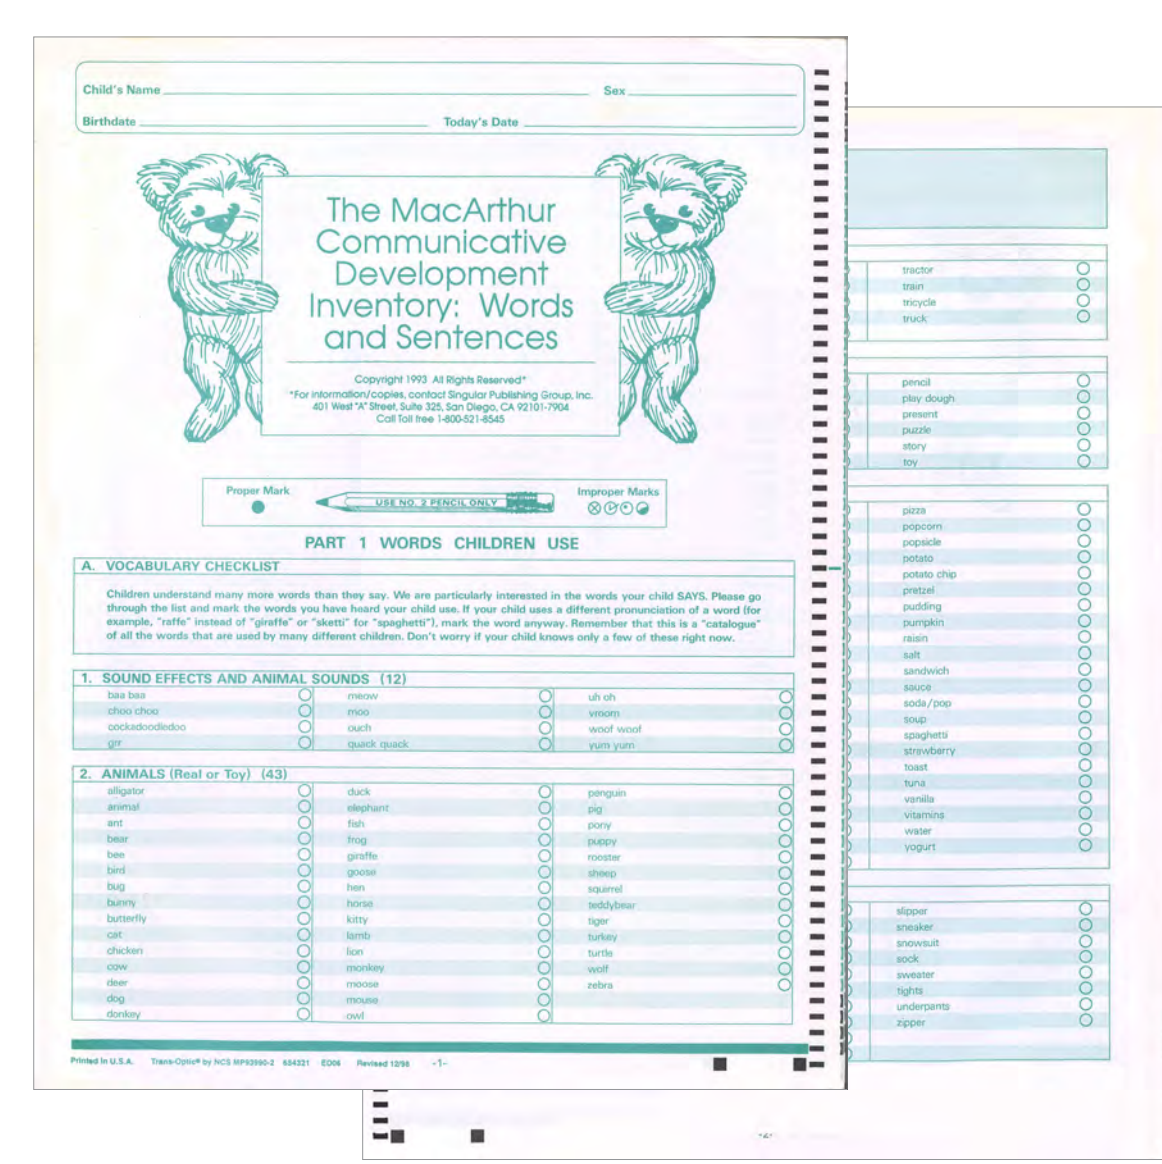 Child's Name
Sex
Birthdate
Today's Date
The MacArthur
Communicative
Development
Inventory: Words
and Sentences
Copyright 1993 All Rights Reserved*
*For information/copies, contact Singular Publishing Group, Inc.
401 West "A" Street, Suite 325, San Diego, CA 92101-7904
Call Toll free 1-800-521-8545
Proper Mark
USE NO. 2 PENCIL ONLY
Improper Marks
PART 1 WORDS CHILDREN USE
A. VOCABULARY CHECKLIST
Children understand many more words than they say. We are particularly interested in the words your child SAYS. Please go
through the list and mark the words you have heard your child use. If your child uses a different pronunciation of a word (for
example, "raffe" instead of "giraffe" or "sketti" for "spaghetti"), mark the word anyway. Remember that this is a "catalogue"
of all the words that are used by many different children. Don't worry if your child knows only a few of these right now.
1. SOUND EFFECTS AND ANIMAL SOUNDS (12)
baa baa
choo choo
cockadoodledoo
grr
meow
moo
ouch
quack quack
uh oh
vroom
woof woof
yum yum
2. ANIMALS (Real or Toy) (43)
alligator
animal
ant
bear
bee
bird
bug
bunny
butterfly
cat
chicken
cow
deer
dog
donkey
duck
elephant
fish
frog
giraffe
goose
hen
horse
kitty
lamb
lion
monkey
moose
mouse
owl
penguin
pig
pony
puppy
rooster
sheep
squirrel
teddybear
tiger
turkey
turtle
wolf
zebra
Printed in U.S.A. Trans-Optic® by NCS MP93990-2 654321 ED06 Revised 12/98 -1-
tractor
train
tricycle
truck
pencil
play dough
present
puzzle
story
toy
pizza
popcorn
popsicle
potato
potato chip
pretzel
pudding
pumpkin
raisin
salt
sandwich
sauce
soda/pop
soup
spaghetti
strawberry
toast
tuna
vanilla
vitamins
water
yogurt
slipper
sneaker
snowsuit
sock
sweater
tights
underpants
zipper
-2-